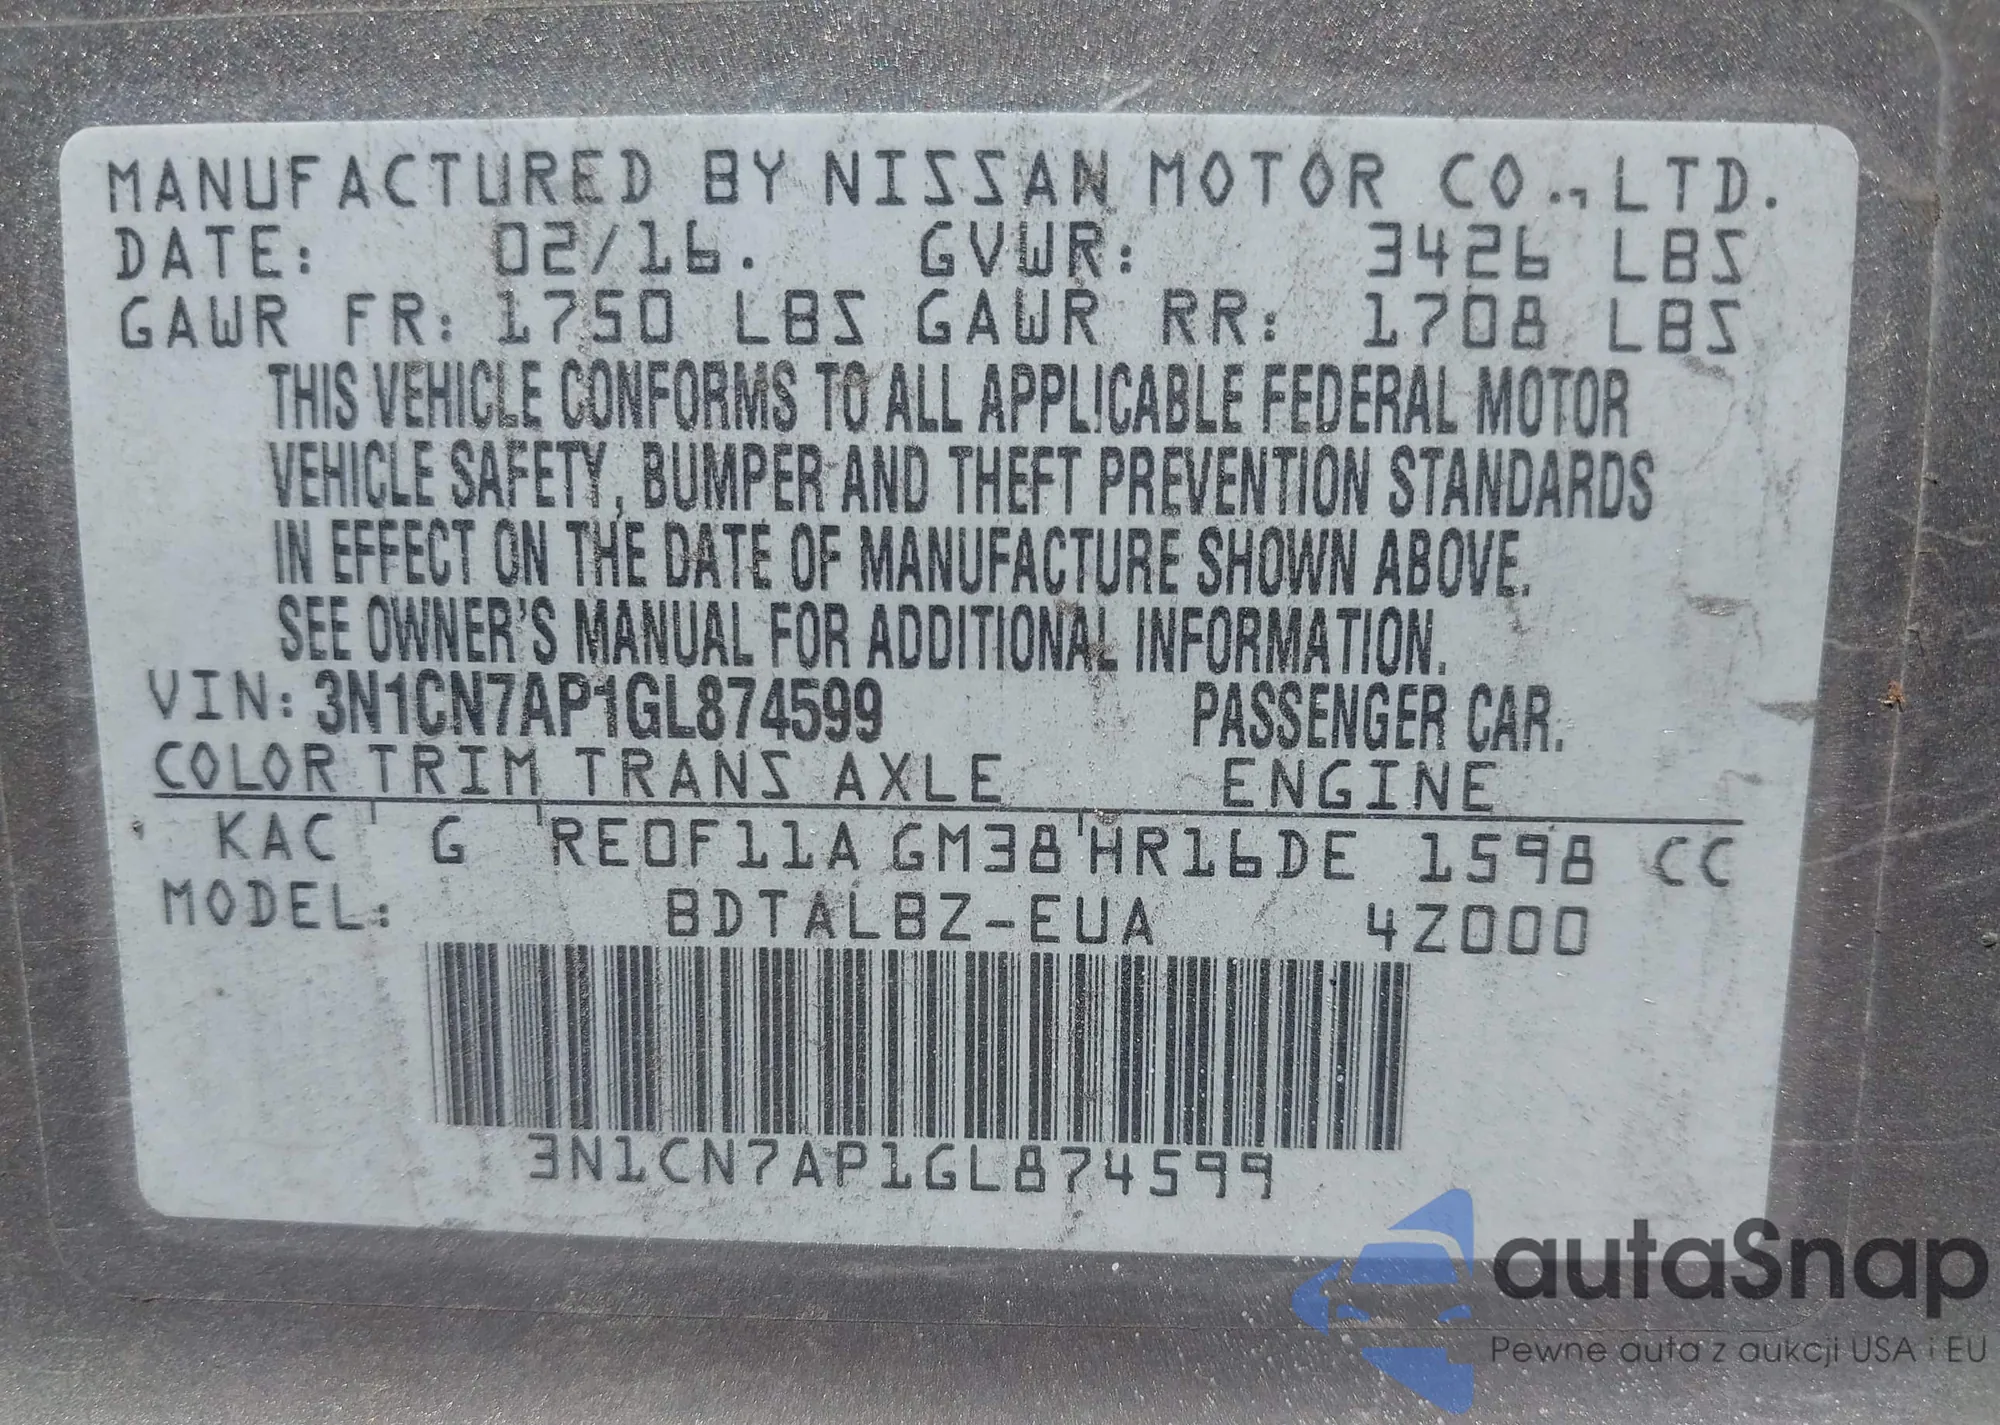 MANUFACTURED BY NISSAN MOTOR CO., LTD.
DATE: 02/16. GVWR: 3426 LBS
GAWR FR: 1750 LBS GAWR RR: 1708 LBS
THIS VEHICLE CONFORMS TO ALL APPLICABLE FEDERAL MOTOR
VEHICLE SAFETY, BUMPER AND THEFT PREVENTION STANDARDS
IN EFFECT ON THE DATE OF MANUFACTURE SHOWN ABOVE.
SEE OWNER'S MANUAL FOR ADDITIONAL INFORMATION.
VIN: 3N1CN7AP1GL874599 PASSENGER CAR.
COLOR TRIM TRANS AXLE ENGINE
KAC G RE0F11A GM38 HR16DE 1598 CC
MODEL: BDTALBZ-EUA 4Z000
3N1CN7AP1GL874599
autaSnap
Pewne auta z aukcji USA i EU